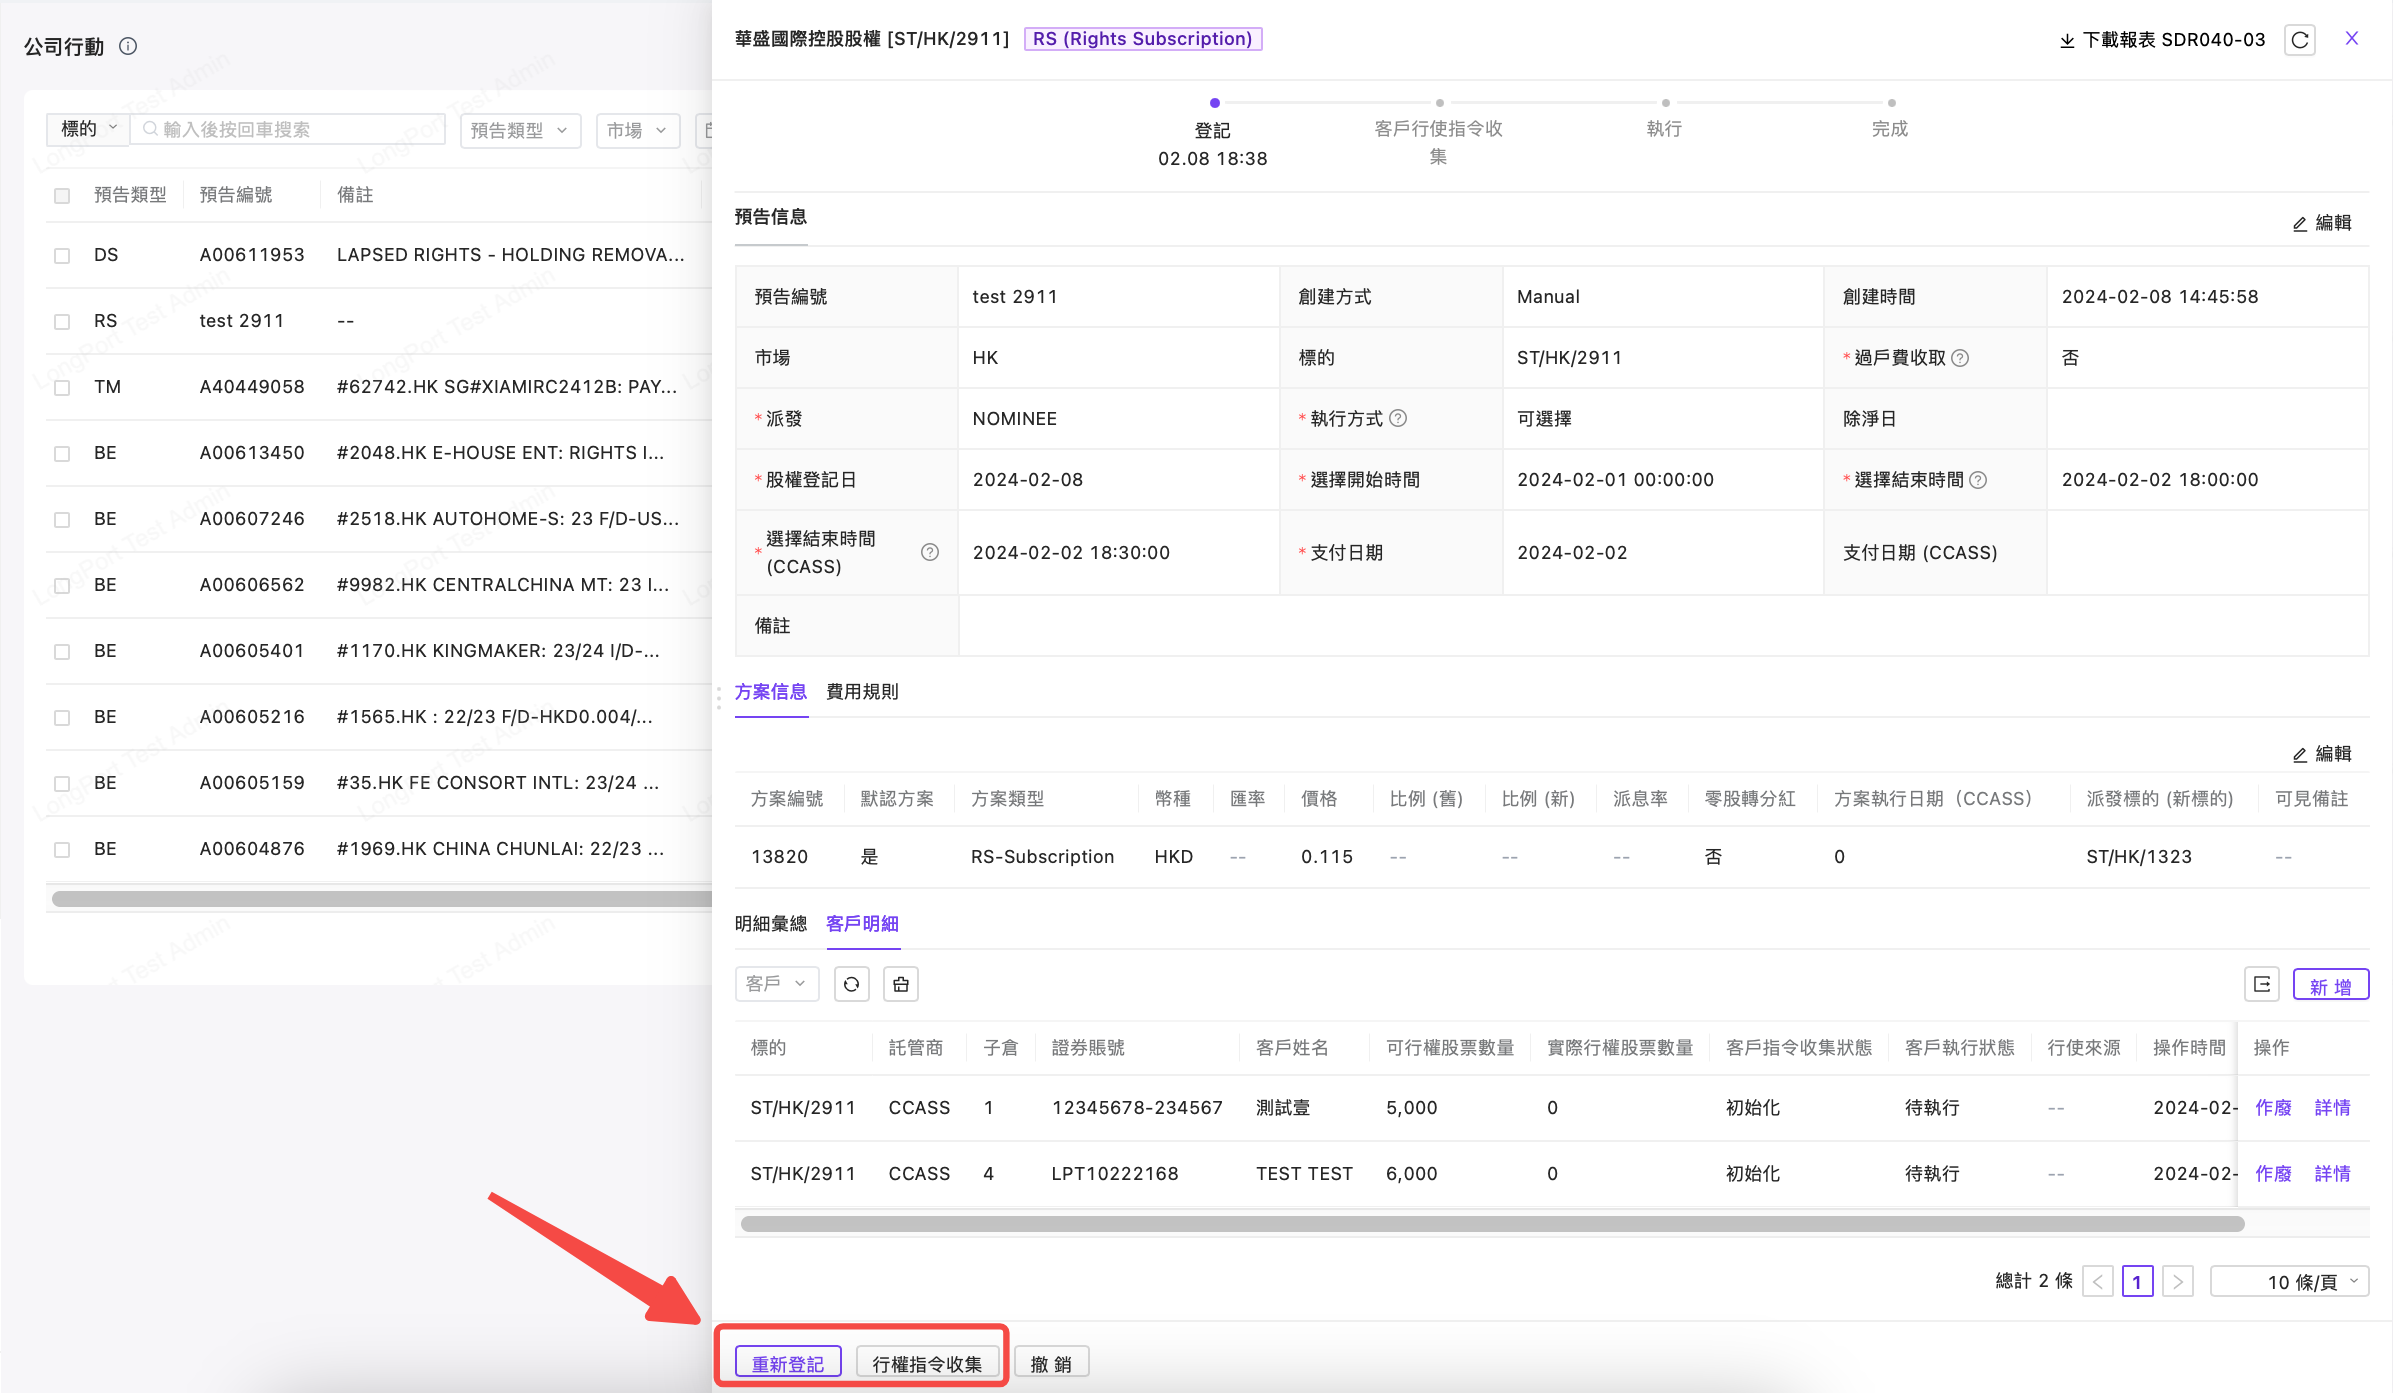 公司行動
標的
輸入後按回車搜索
預告類型
市場
預告類型 預告編號 備註
DS A00611953 LAPSED RIGHTS - HOLDING REMOVA...
RS test 2911 --
TM A40449058 #62742.HK SG#XIAMIRC2412B: PAY...
BE A00613450 #2048.HK E-HOUSE ENT: RIGHTS I...
BE A00607246 #2518.HK AUTOHOME-S: 23 F/D-US...
BE A00606562 #9982.HK CENTRALCHINA MT: 23 I...
BE A00605401 #1170.HK KINGMAKER: 23/24 I/D-...
BE A00605216 #1565.HK : 22/23 F/D-HKD0.004/...
BE A00605159 #35.HK FE CONSORT INTL: 23/24 ...
BE A00604876 #1969.HK CHINA CHUNLAI: 22/23 ...
LongPort Test Admin
華盛國際控股股權 [ST/HK/2911] RS (Rights Subscription)
下載報表 SDR040-03
登記
02.08 18:38
客戶行使指令收
集
執行
完成
預告信息
編輯
預告編號 test 2911 創建方式 Manual 創建時間 2024-02-08 14:45:58
市場 HK 標的 ST/HK/2911 * 過戶費收取 否
* 派發 NOMINEE * 執行方式 可選擇 除淨日
* 股權登記日 2024-02-08 * 選擇開始時間 2024-02-01 00:00:00 * 選擇結束時間 2024-02-02 18:00:00
* 選擇結束時間
(CCASS) 2024-02-02 18:30:00 * 支付日期 2024-02-02 支付日期 (CCASS)
備註
方案信息 費用規則
編輯
方案編號 默認方案 方案類型 幣種 匯率 價格 比例 (舊) 比例 (新) 派息率 零股轉分紅 方案執行日期（CCASS） 派發標的 (新標的) 可見備註
13820 是 RS-Subscription HKD -- 0.115 -- -- -- 否 0 ST/HK/1323 --
明細彙總 客戶明細
客戶
新 增
標的 託管商 子倉 證券賬號 客戶姓名 可行權股票數量 實際行權股票數量 客戶指令收集狀態 客戶執行狀態 行使來源 操作時間 操作
ST/HK/2911 CCASS 1 12345678-234567 測試壹 5,000 0 初始化 待執行 -- 2024-02- 作廢 詳情
ST/HK/2911 CCASS 4 LPT10222168 TEST TEST 6,000 0 初始化 待執行 -- 2024-02- 作廢 詳情
總計 2 條 < 1 > 10 條/頁
重新登記 行權指令收集 撤 銷